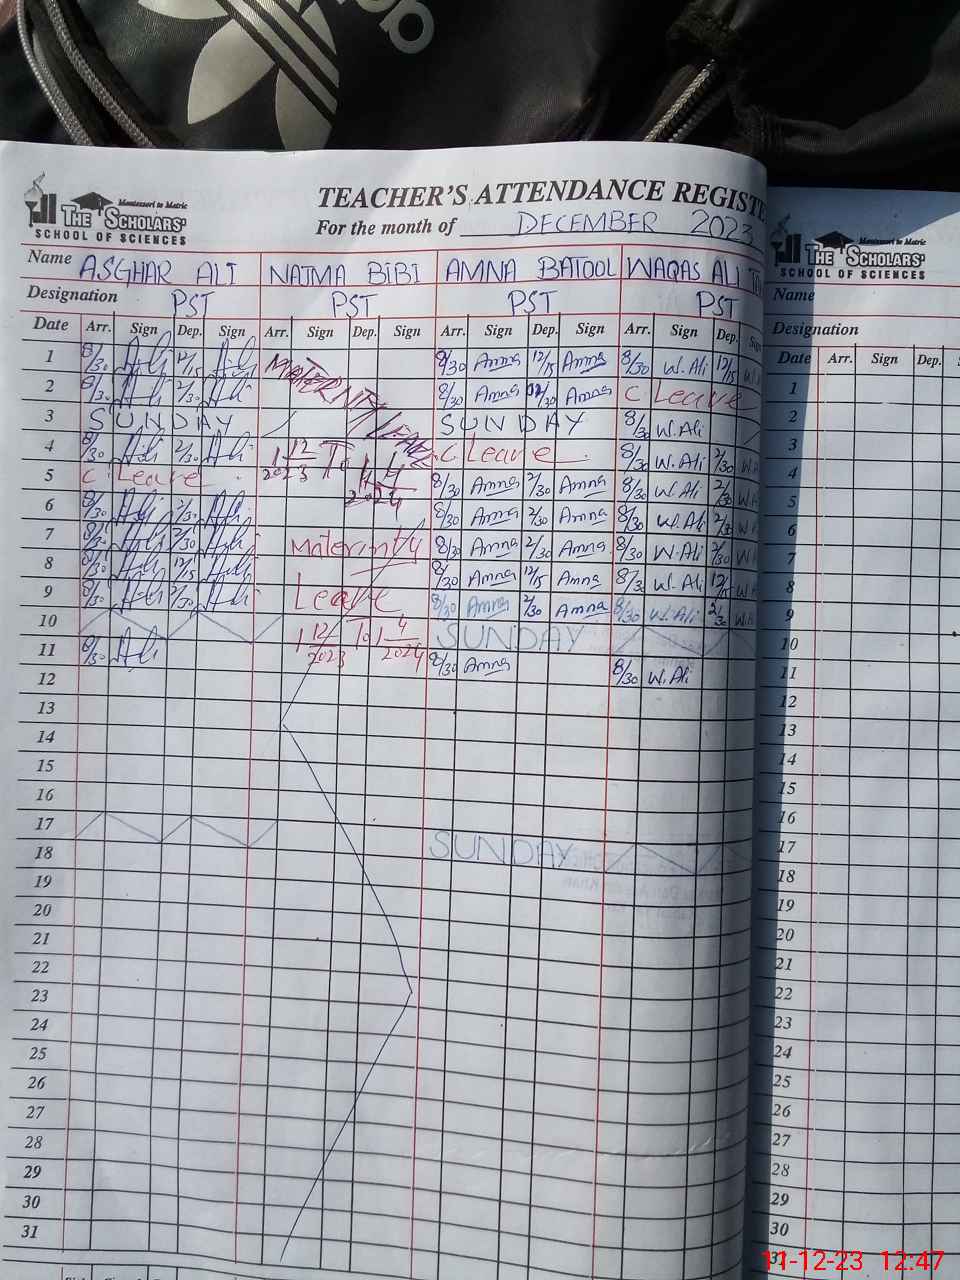 adi
Montessori to Matric
THE SCHOLARS'
SCHOOL OF SCIENCES
TEACHER'S ATTENDANCE REGISTE
For the month of DECEMBER 2023
Name ASGHAR ALI NAJMA BIBI AMNA BATOOL WAQAS ALI
Designation PST PST PST PST
Date Arr. Sign Dep. Sign Arr. Sign Dep. Sign Arr. Sign Dep. Sign Arr. Sign Dep.
1 8/30 Ali 12/15 Ali MATERNITY LEAVE 8/30 Amna 12/15 Amna 8/30 W.Ali 12/15
2 8/30 Ali 2/30 Ali 8/30 Amna 12/30 Amna C Leave
3 SUNDAY SUNDAY 8/30 W.Ali
4 8/30 Ali 2/30 Ali 1 12 2023 To 1 4 2024 C Leave 8/30 W.Ali 2/30
5 C Leave 8/30 Amna 2/30 Amna 8/30 W.Ali 2/30
6 8/30 Ali 2/30 Ali 8/30 Amna 2/30 Amna 8/30 W.Ali 2/30
7 8/30 Ali 2/30 Ali Materinty 8/30 Amna 2/30 Amna 8/30 W.Ali 2/30
8 8/30 Ali 12/15 Ali 8/30 Amna 12/15 Amna 8/30 W.Ali 12/15
9 8/30 Ali 2/30 Ali Leave 8/30 Amna 2/30 Amna 8/30 W.Ali 2/30
10 SUNDAY
11 8/30 Ali 1 12/2023 To 1 4/2024 8/30 Amna 8/30 W.Ali
12
13
14
15
16
17 SUNDAY
18
19
20
21
22
23
24
25
26
27
28
29
30
31
Montessori to Matric
THE SCHOLARS'
SCHOOL OF SCIENCES
Name
Designation
Date Arr. Sign Dep.
1
2
3
4
5
6
7
8
9
10
11
12
13
14
15
16
17
18
19
20
21
22
23
24
25
26
27
28
29
30
11-12-23 12:47